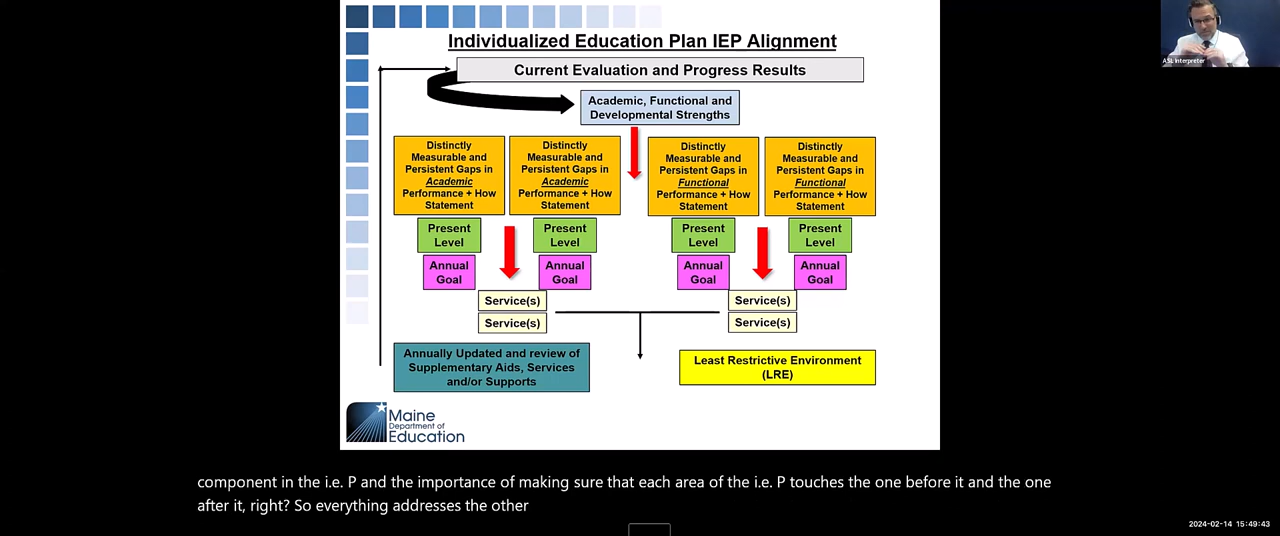 Individualized Education Plan IEP Alignment
Current Evaluation and Progress Results
Academic, Functional and
Developmental Strengths
Distinctly
Measurable and
Persistent Gaps in
Academic
Performance + How
Statement
Distinctly
Measurable and
Persistent Gaps in
Academic
Performance + How
Statement
Distinctly
Measurable and
Persistent Gaps in
Functional
Performance + How
Statement
Distinctly
Measurable and
Persistent Gaps in
Functional
Performance + How
Statement
Present
Level
Present
Level
Present
Level
Present
Level
Annual
Goal
Annual
Goal
Annual
Goal
Annual
Goal
Service(s)
Service(s)
Service(s)
Service(s)
Annually Updated and review of
Supplementary Aids, Services
and/or Supports
Least Restrictive Environment
(LRE)
Maine
Department of
Education
ASL Interpreter
component in the i.e. P and the importance of making sure that each area of the i.e. P touches the one before it and the one
after it, right? So everything addresses the other
2024-02-14 15:49:43